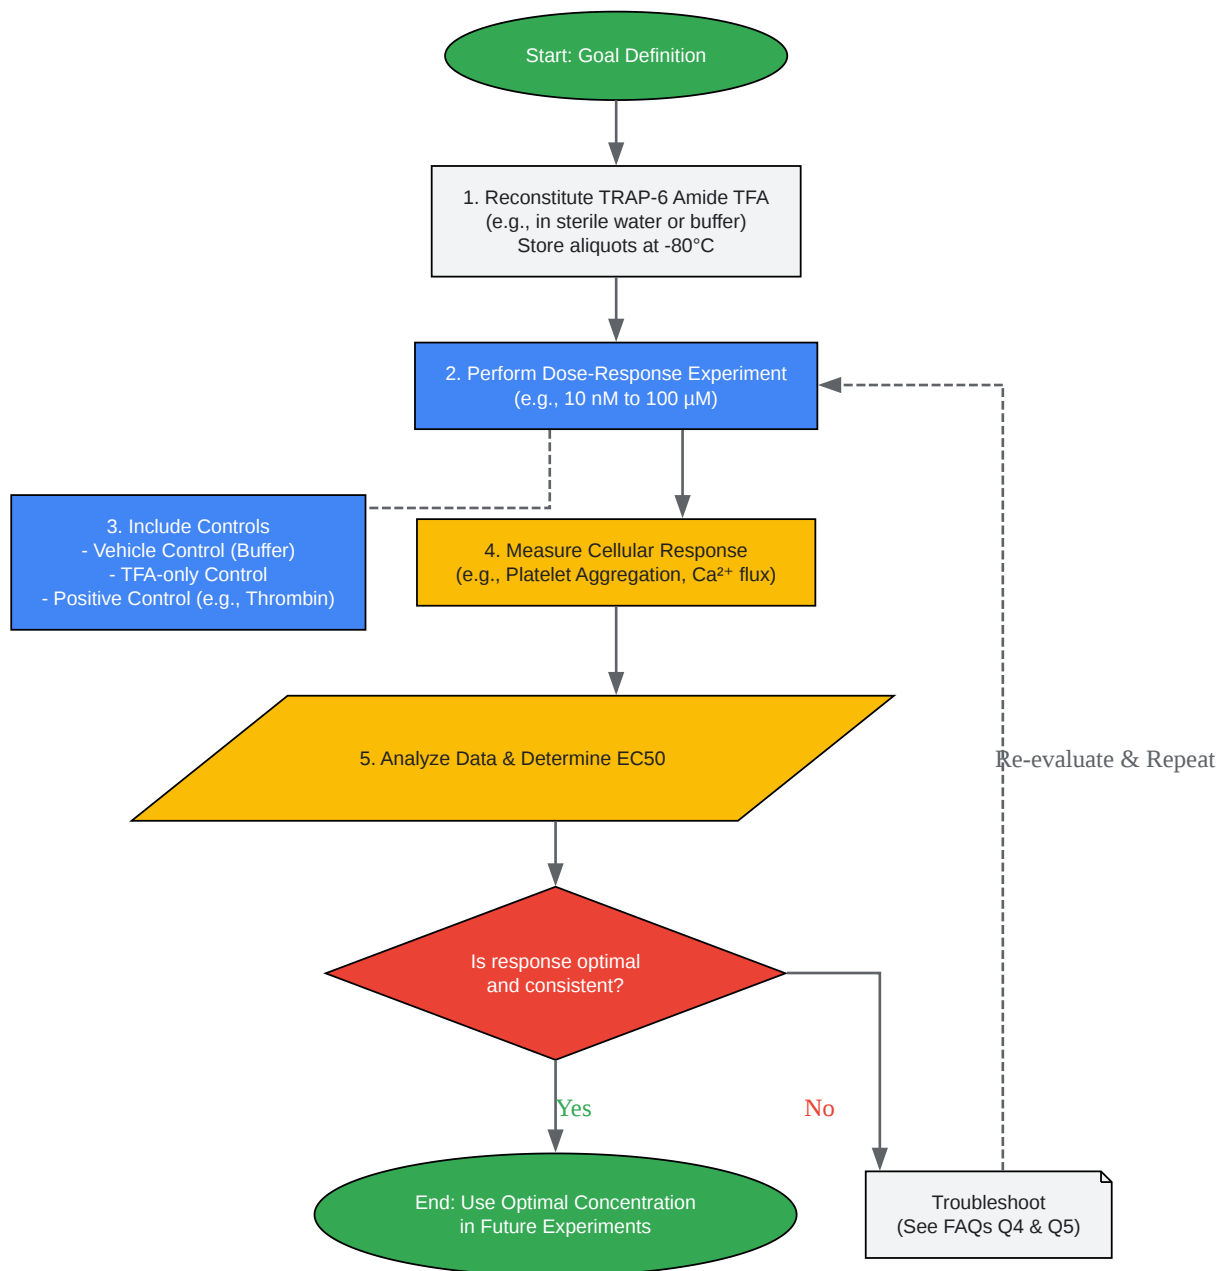 Start: Goal Definition
1. Reconstitute TRAP-6 Amide TFA
(e.g., in sterile water or buffer)
Store aliquots at -80°C
2. Perform Dose-Response Experiment
(e.g., 10 nM to 100 µM)
3. Include Controls
- Vehicle Control (Buffer)
- TFA-only Control
- Positive Control (e.g., Thrombin)
4. Measure Cellular Response
(e.g., Platelet Aggregation, Ca²⁺ flux)
5. Analyze Data & Determine EC50
Re-evaluate & Repeat
Is response optimal
and consistent?
Yes
No
End: Use Optimal Concentration
in Future Experiments
Troubleshoot
(See FAQs Q4 & Q5)